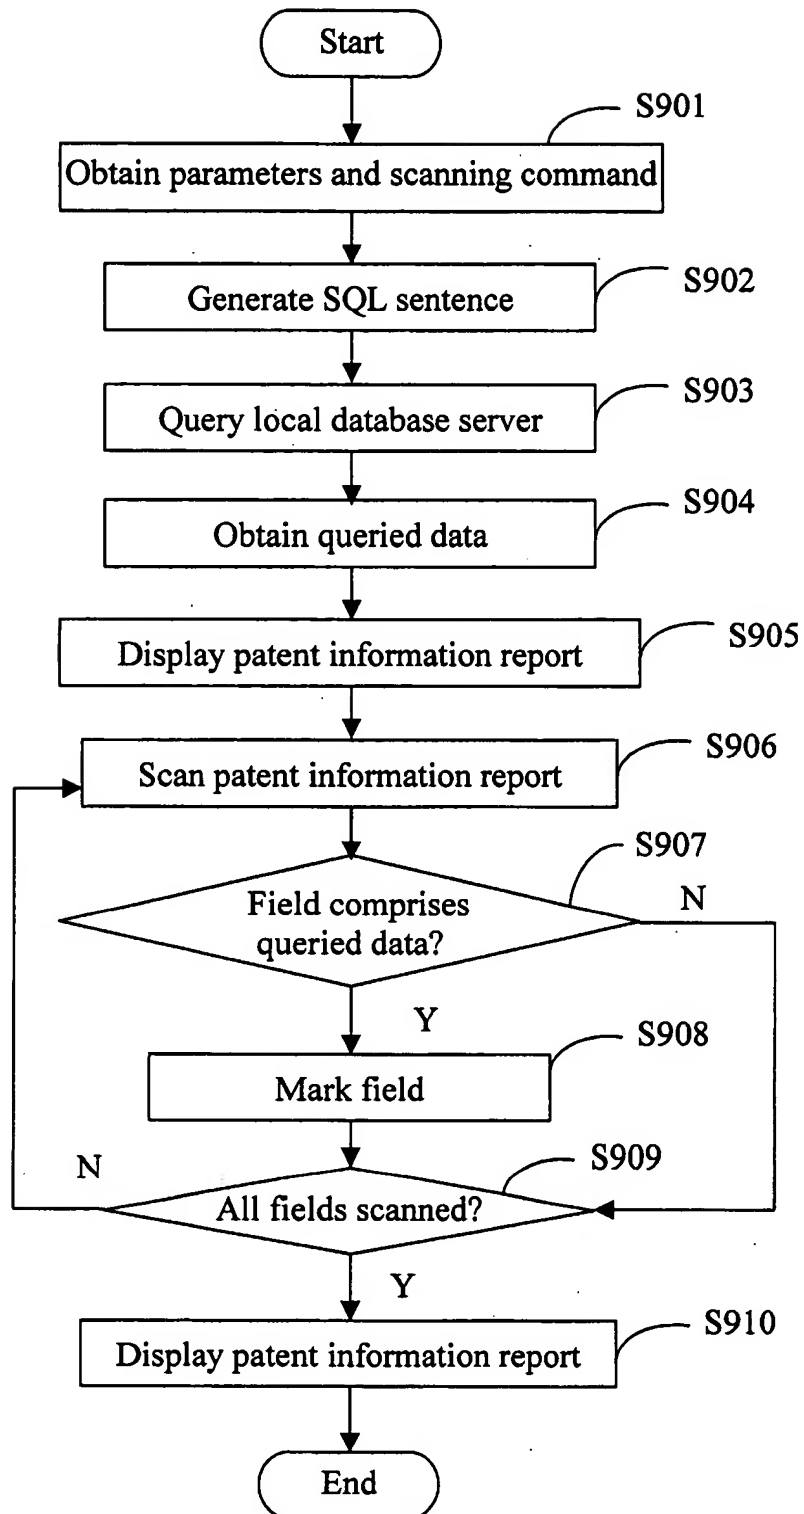 Start
S901
Obtain parameters and scanning command
S902
Generate SQL sentence
S903
Query local database server
S904
Obtain queried data
S905
Display patent information report
S906
Scan patent information report
S907
Field comprises
queried data?
N
Y
S908
Mark field
N
S909
All fields scanned?
Y
S910
Display patent information report
End